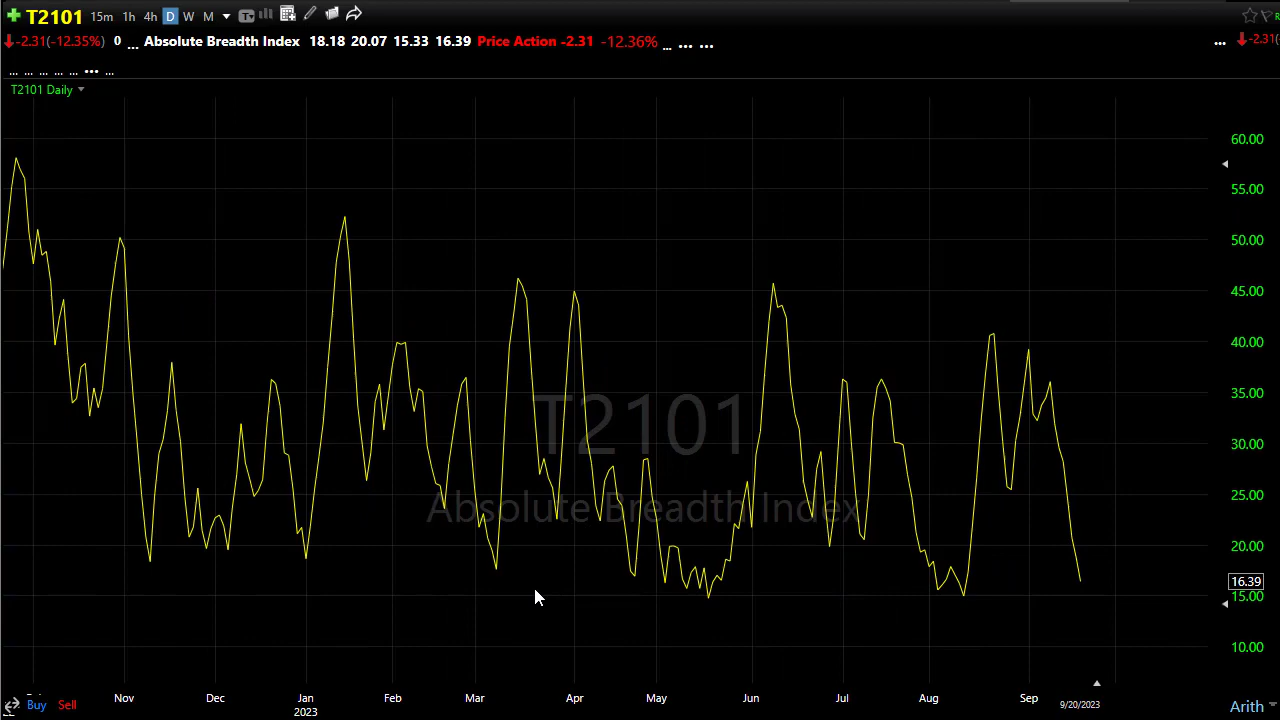 T2101 15m 1h 4h D W M
-2.31(-12.35%) 0 ... Absolute Breadth Index 18.18 20.07 15.33 16.39 Price Action -2.31 -12.36% ... ... ... ... -2.31(
... ... ... ... ... ... ...
T2101 Daily
60.00
55.00
50.00
45.00
40.00
35.00
30.00
25.00
20.00
16.39
15.00
10.00
T2101
Absolute Breadth Index
Nov Dec Jan Feb Mar Apr May Jun Jul Aug Sep
2023 9/20/2023
Buy Sell Arith